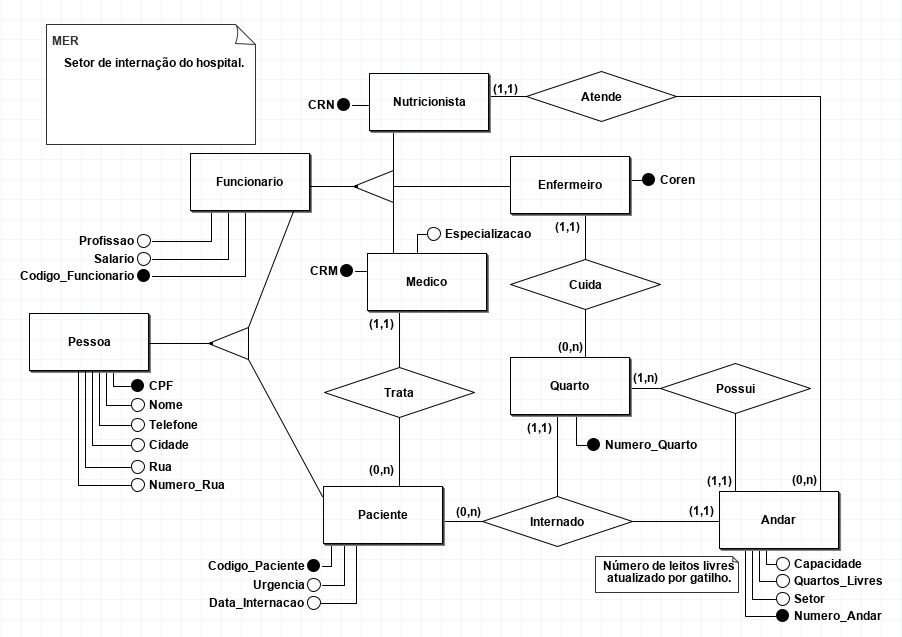 MER
Setor de internação do hospital.
CRN
Nutricionista
(1,1)
Atende
Funcionario
Enfermeiro
Coren
Profissao
Salario
Codigo_Funcionario
Especializacao
CRM
Medico
(1,1)
(1,1)
Cuida
(0,n)
Pessoa
CPF
Nome
Telefone
Cidade
Rua
Numero_Rua
Trata
(0,n)
Quarto
(1,n)
Possui
(1,1)
Numero_Quarto
(1,1)
(0,n)
Paciente
(0,n)
Internado
(1,1)
Andar
Codigo_Paciente
Urgencia
Data_Internacao
Número de leitos livres
atualizado por gatilho.
Capacidade
Quartos_Livres
Setor
Numero_Andar